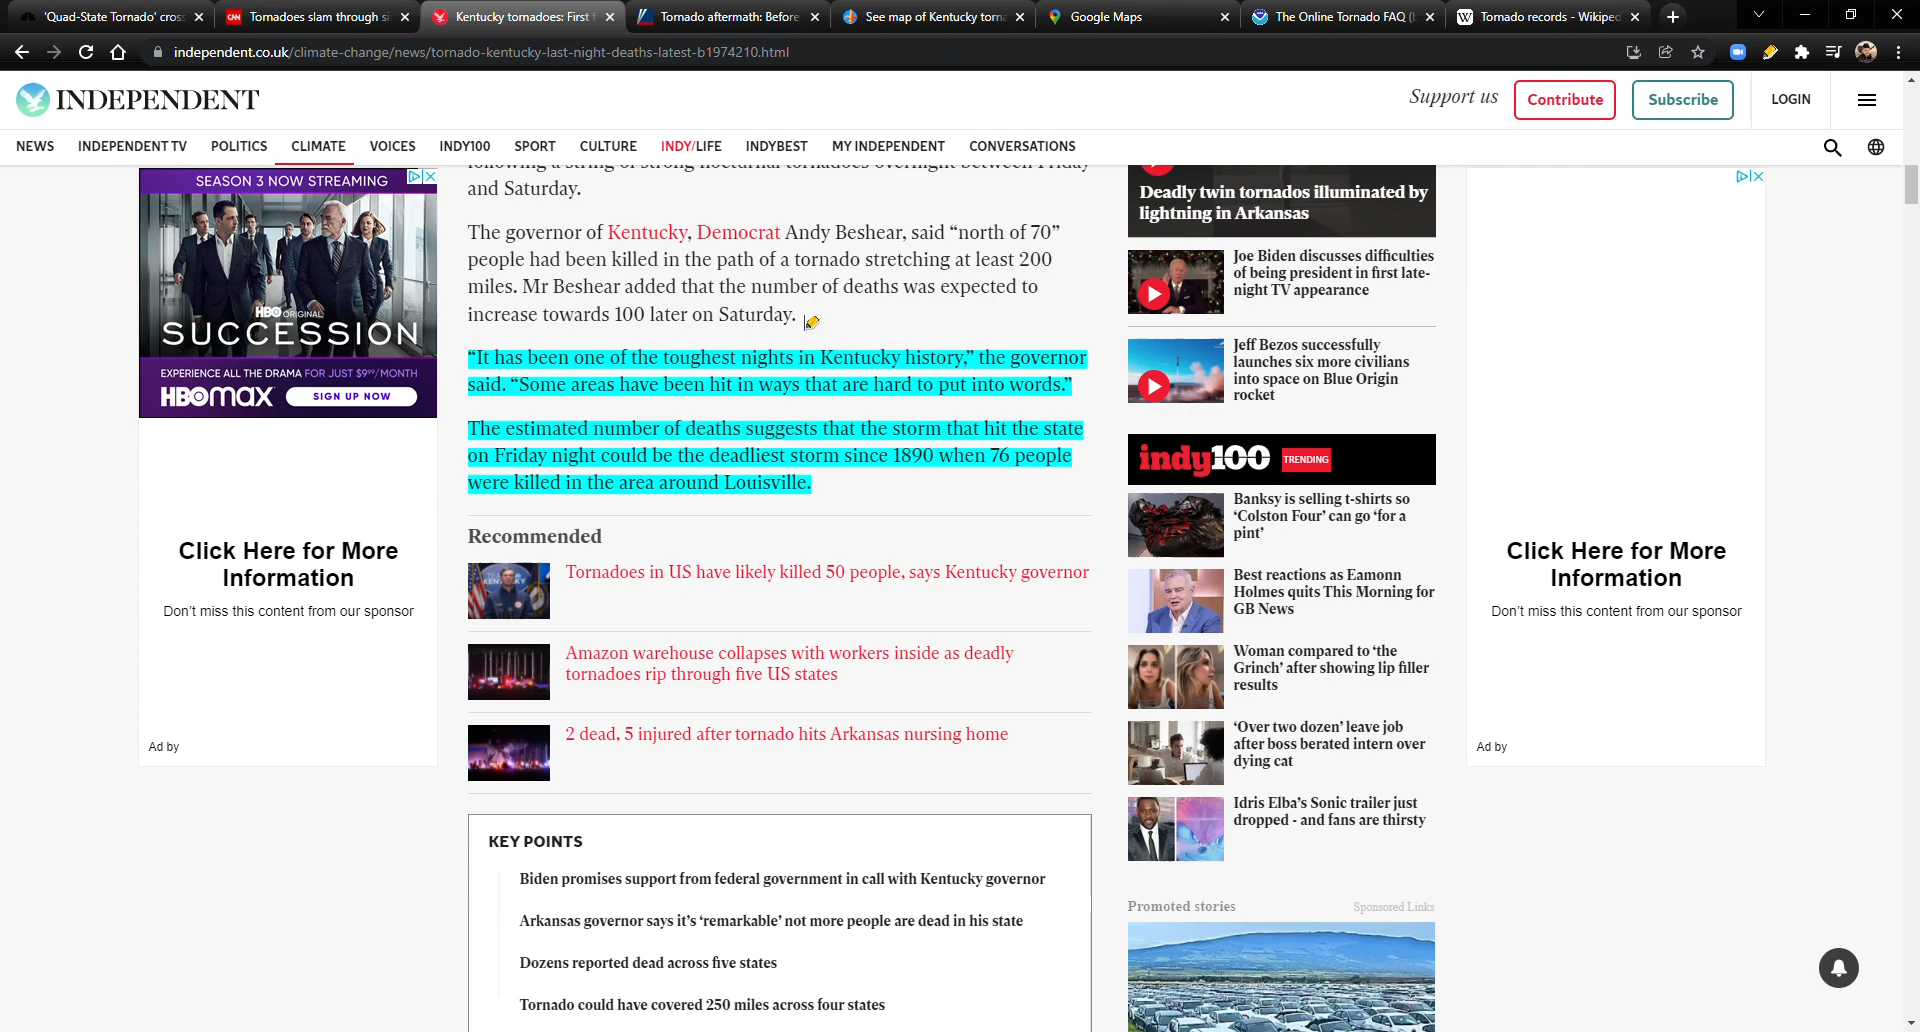 'Quad-State Tornado' cros
Tornadoes slam through si
Kentucky tornadoes: First f
Tornado aftermath: Before
See map of Kentucky torna
Google Maps
The Online Tornado FAQ (
Tornado records - Wikiped
independent.co.uk/climate-change/news/tornado-kentucky-last-night-deaths-latest-b1974210.html
INDEPENDENT
Support us
Contribute
Subscribe
LOGIN
NEWS INDEPENDENT TV POLITICS CLIMATE VOICES INDY100 SPORT CULTURE INDY/LIFE INDYBEST MY INDEPENDENT CONVERSATIONS
SEASON 3 NOW STREAMING
HBO ORIGINAL
SUCCESSION
EXPERIENCE ALL THE DRAMA FOR JUST $9⁹⁹/MONTH
HBOmax
SIGN UP NOW
Click Here for More
Information
Don't miss this content from our sponsor
Ad by
following a string of strong nocturnal tornadoes overnight between Friday
and Saturday.
The governor of Kentucky, Democrat Andy Beshear, said “north of 70”
people had been killed in the path of a tornado stretching at least 200
miles. Mr Beshear added that the number of deaths was expected to
increase towards 100 later on Saturday.
“It has been one of the toughest nights in Kentucky history,” the governor
said. “Some areas have been hit in ways that are hard to put into words.”
The estimated number of deaths suggests that the storm that hit the state
on Friday night could be the deadliest storm since 1890 when 76 people
were killed in the area around Louisville.
Recommended
Tornadoes in US have likely killed 50 people, says Kentucky governor
Amazon warehouse collapses with workers inside as deadly
tornadoes rip through five US states
2 dead, 5 injured after tornado hits Arkansas nursing home
KEY POINTS
Biden promises support from federal government in call with Kentucky governor
Arkansas governor says it’s ‘remarkable’ not more people are dead in his state
Dozens reported dead across five states
Tornado could have covered 250 miles across four states
Deadly twin tornados illuminated by
lightning in Arkansas
Joe Biden discusses difficulties
of being president in first late-
night TV appearance
Jeff Bezos successfully
launches six more civilians
into space on Blue Origin
rocket
indy100 TRENDING
Banksy is selling t-shirts so
‘Colston Four’ can go ‘for a
pint’
Best reactions as Eamonn
Holmes quits This Morning for
GB News
Woman compared to ‘the
Grinch’ after showing lip filler
results
‘Over two dozen’ leave job
after boss berated intern over
dying cat
Idris Elba’s Sonic trailer just
dropped - and fans are thirsty
Promoted stories
Sponsored Links
Click Here for More
Information
Don't miss this content from our sponsor
Ad by